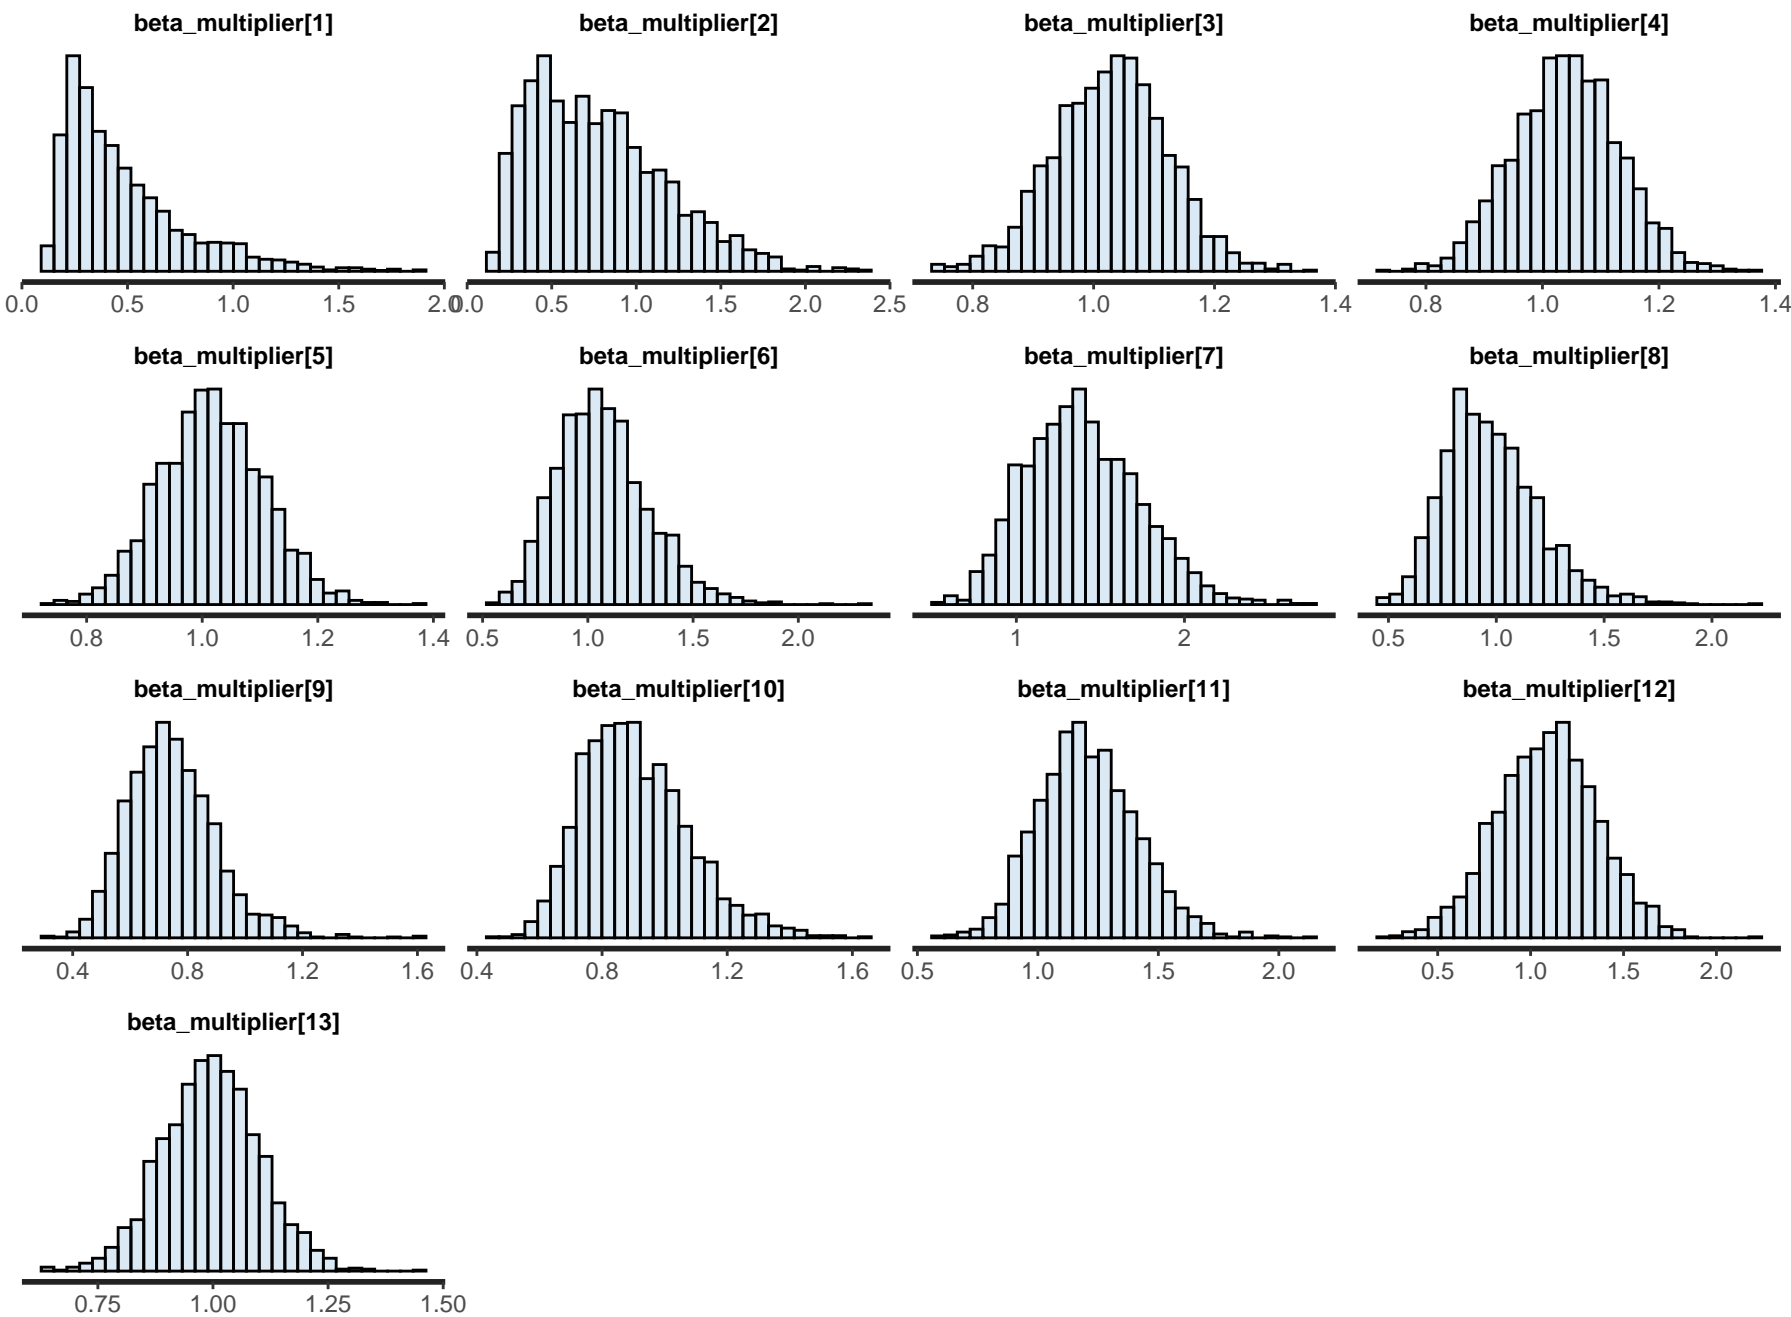 beta_multiplier[1] beta_multiplier[2] beta_multiplier[3] beta_multiplier[4]
0.0 0.5 1.0 1.5 2.0 0.0 0.5 1.0 1.5 2.0 2.5 0.8 1.0 1.2 1.4 0.8 1.0 1.2 1.4
beta_multiplier[5] beta_multiplier[6] beta_multiplier[7] beta_multiplier[8]
0.8 1.0 1.2 1.4 0.5 1.0 1.5 2.0 1 2 0.5 1.0 1.5 2.0
beta_multiplier[9] beta_multiplier[10] beta_multiplier[11] beta_multiplier[12]
0.4 0.8 1.2 1.6 0.4 0.8 1.2 1.6 0.5 1.0 1.5 2.0 0.5 1.0 1.5 2.0
beta_multiplier[13]
0.75 1.00 1.25 1.50